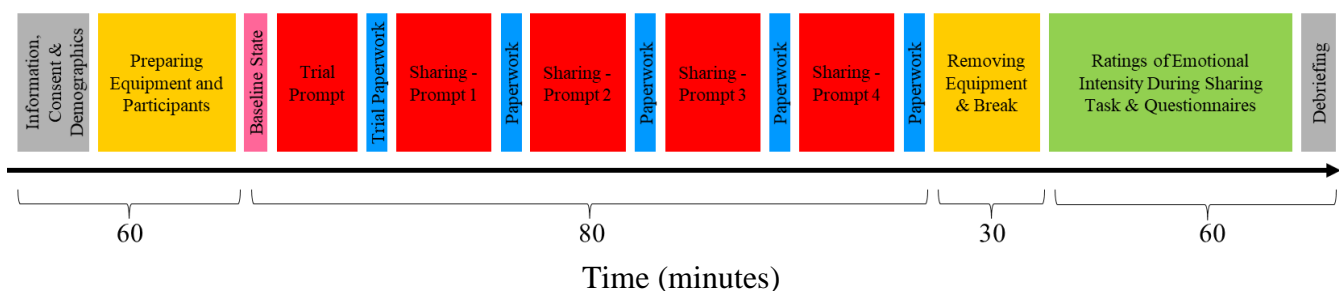 Information,
Consent &
Demographics
Preparing
Equipment and
Participants
Baseline State
Trial
Prompt
Trial Paperwork
Sharing -
Prompt 1
Paperwork
Sharing -
Prompt 2
Paperwork
Sharing -
Prompt 3
Paperwork
Sharing -
Prompt 4
Paperwork
Removing
Equipment
& Break
Ratings of Emotional
Intensity During Sharing
Task & Questionnaires
Debriefing
60
80
30
60
Time (minutes)